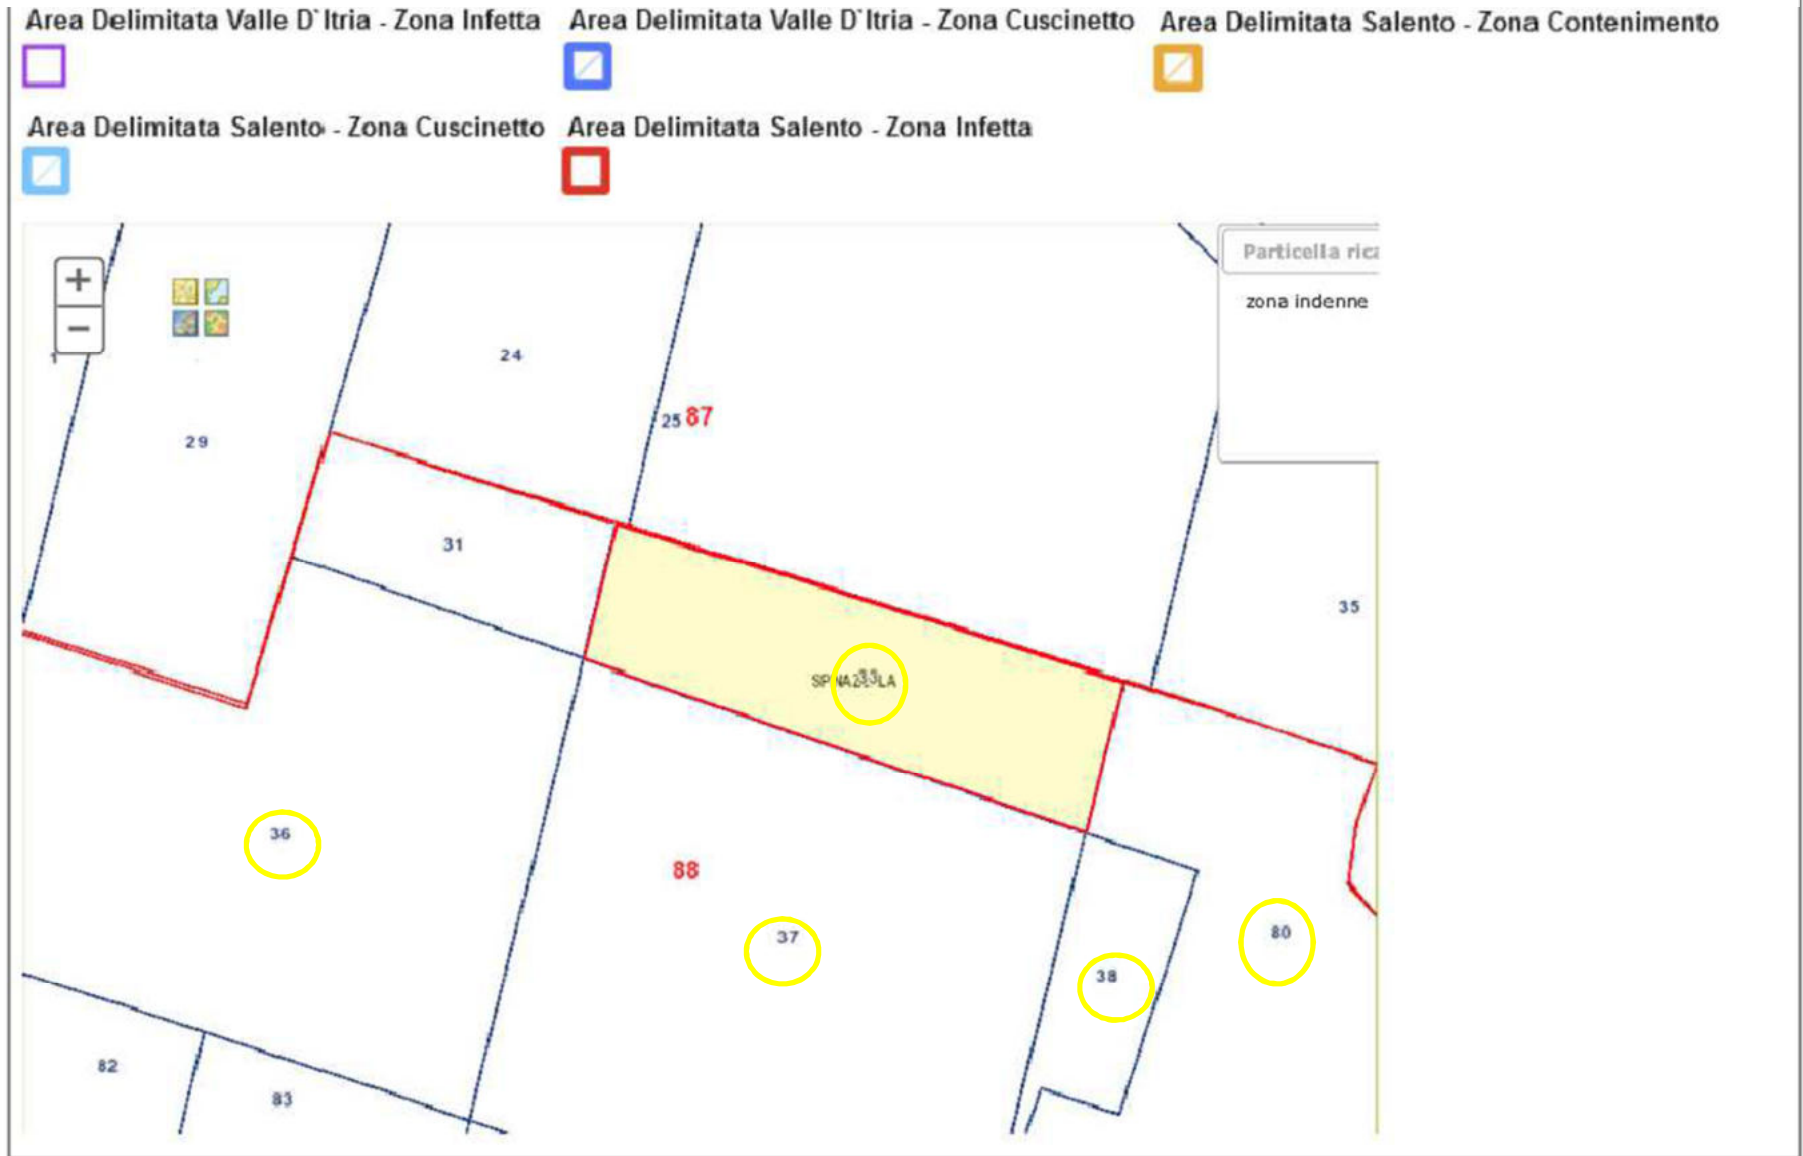 Area Delimitata Valle D`Itria - Zona Infetta
Area Delimitata Valle D`Itria - Zona Cuscinetto
Area Delimitata Salento - Zona Contenimento
Area Delimitata Salento - Zona Cuscinetto
Area Delimitata Salento - Zona Infetta
Particella
zona indenne
+
−
1
24
25 87
29
31
35
36
88
37
38
80
82
83